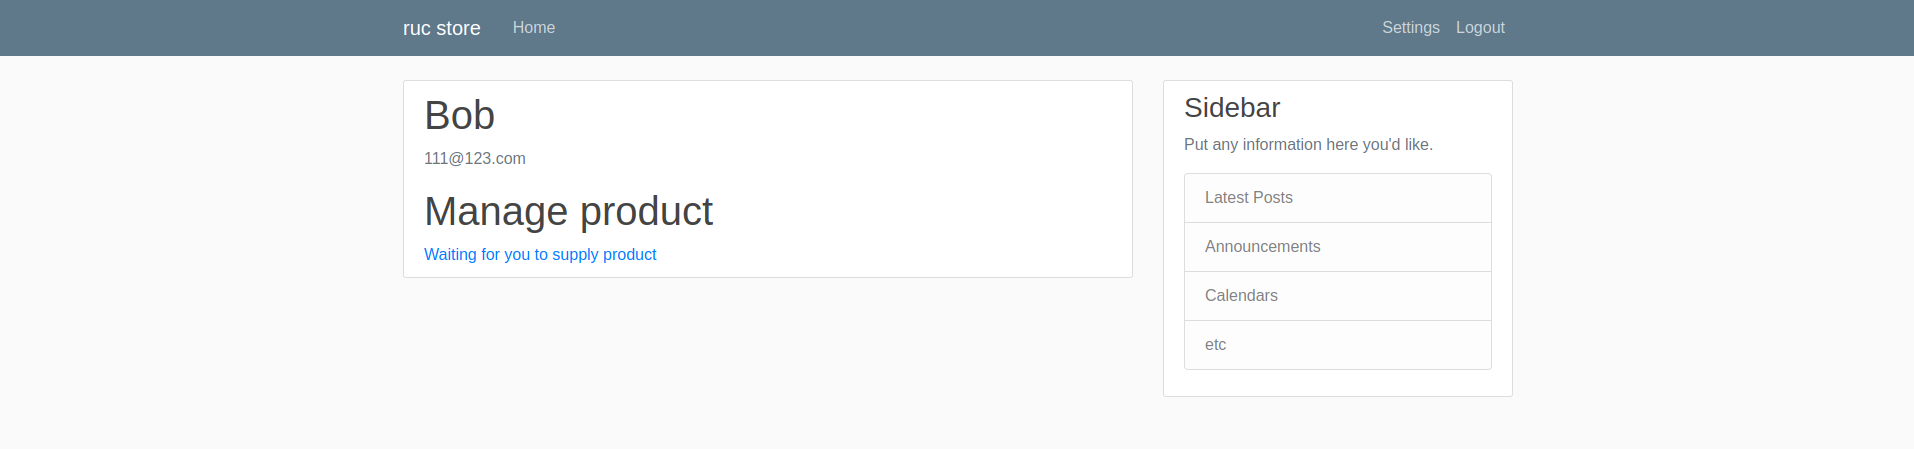 ruc store Home Settings Logout
Bob
111@123.com
Manage product
Waiting for you to supply product
Sidebar
Put any information here you'd like.
Latest Posts
Announcements
Calendars
etc